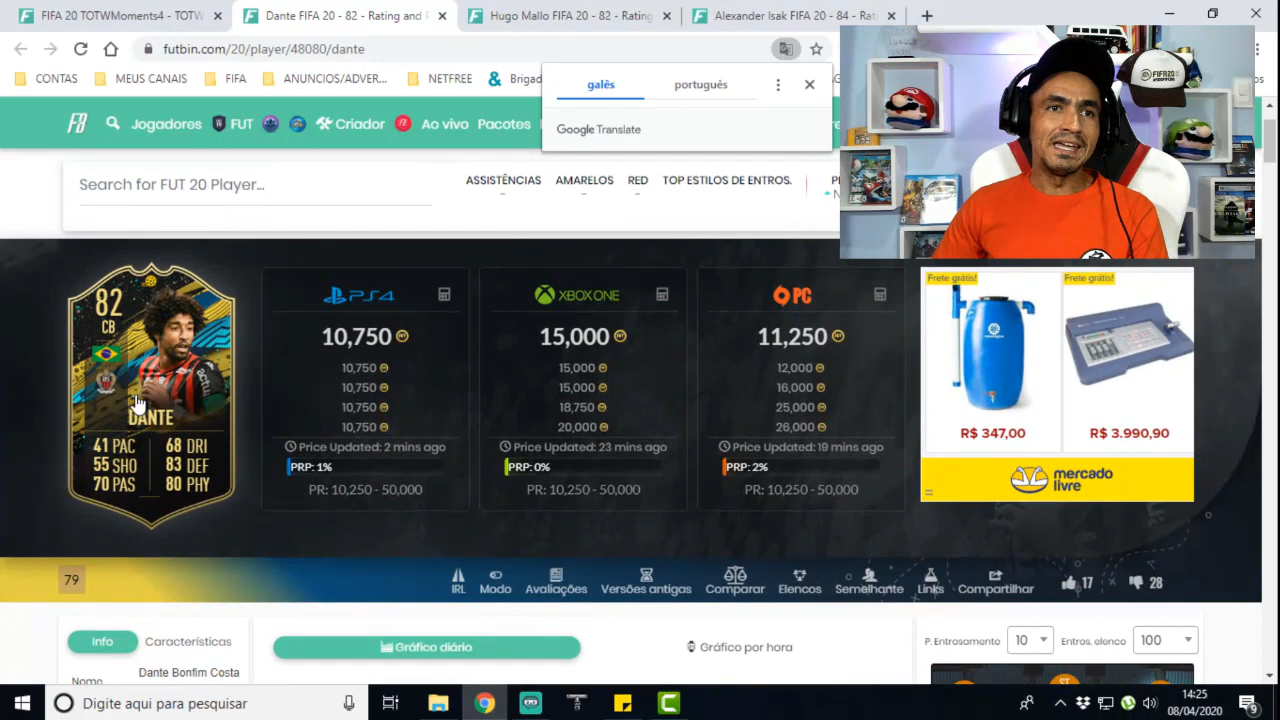 FIFA 20 TOTWMoments4 - TOTW
Dante FIFA 20 - 82 - Rating and P
Hugo Mallo FIFA 20 - 82 - Rating
Alexander Isak FIFA 20 - 84 - Rati
futbin.com/20/player/48080/dante
CONTAS
MEUS CANAIS
FIFA
ANUNCIOS/ADVER...
NETFREE
Brigad
galês
português
Google Translate
FIFA20
Jogadores
FUT
Criador
Ao vivo
Pacotes
Search for FUT 20 Player...
ASSISTÊNCIAS
AMARELOS
RED
TOP ESTILOS DE ENTROS.
82
CB
DANTE
41 PAC 68 DRI
55 SHO 83 DEF
70 PAS 80 PHY
PS4
10,750
10,750
10,750
10,750
10,750
Price Updated: 2 mins ago
PRP: 1%
PR: 10,250 - 50,000
XBOX ONE
15,000
15,000
15,000
18,750
20,000
Price Updated: 23 mins ago
PRP: 0%
PR: 10,250 - 50,000
PC
11,250
12,000
16,000
25,000
26,000
Price Updated: 19 mins ago
PRP: 2%
PR: 10,250 - 50,000
Frete grátis!
Frete grátis!
R$ 347,00
R$ 3.990,90
mercado
livre
79
IRL
Modo
Avaliações
Versões antigas
Comparar
Elencos
Semelhante
Links
Compartilhar
17
28
Info
Características
Nome
Dante Bonfim Costa
Gráfico diário
Gráfico por hora
P. Entrosamento 10
Entros. elenco 100
ST
Digite aqui para pesquisar
14:25
08/04/2020
9